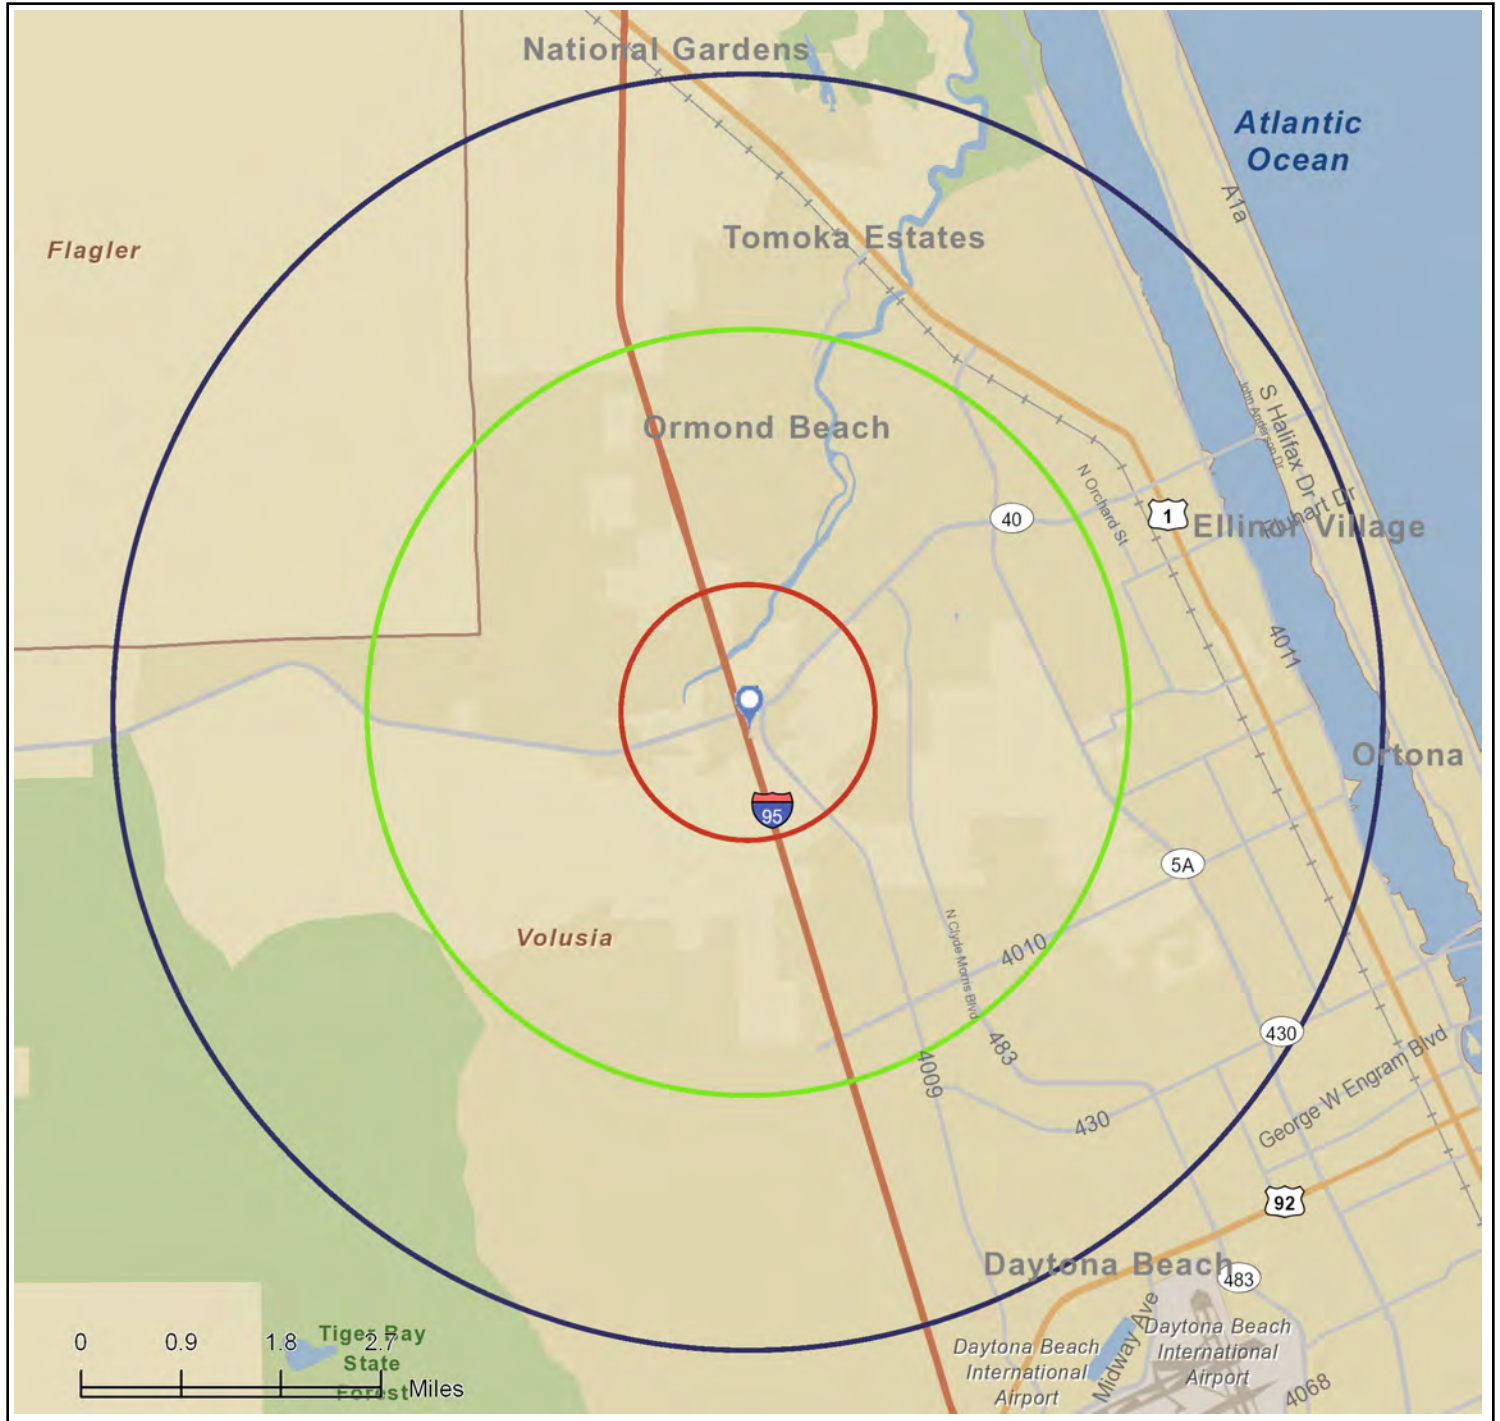 National Gardens
Atlantic
Ocean
A1a
Flagler
Tomoka Estates
Ormond Beach
S Halifax Dr
John Anderson Dr
N Orchard St
40
1
Ellinor Village
4011
Ortona
95
5A
Volusia
4010
N Clyde Morris Blvd
483
4009
430
430
George W Engram Blvd
92
Daytona Beach
483
Midway Ave
Daytona Beach
International
Airport
Daytona Beach
International
Airport
4068
Tiger Bay
State
Forest
0 0.9 1.8 2.7
Miles